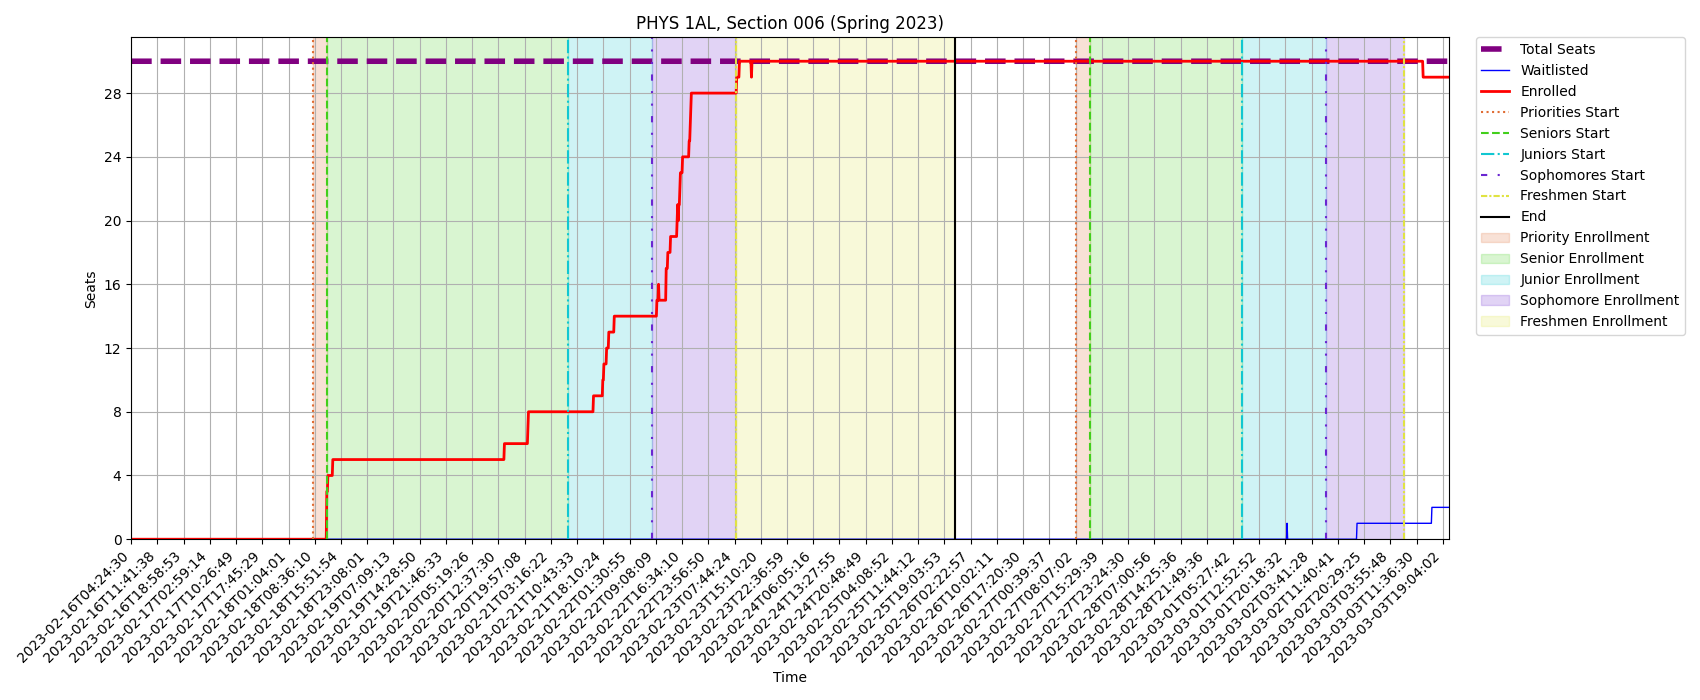 PHYS 1AL, Section 006 (Spring 2023)
Total Seats
Waitlisted
Enrolled
Priorities Start
Seniors Start
Juniors Start
Sophomores Start
Freshmen Start
End
Priority Enrollment
Senior Enrollment
Junior Enrollment
Sophomore Enrollment
Freshmen Enrollment
Seats
28
24
20
16
12
8
4
0
2023-02-16T04:24:30
2023-02-16T11:41:38
2023-02-16T18:58:53
2023-02-17T02:59:14
2023-02-17T10:26:49
2023-02-17T17:45:29
2023-02-18T01:04:01
2023-02-18T08:36:10
2023-02-18T15:51:54
2023-02-18T23:08:01
2023-02-19T07:09:13
2023-02-19T14:28:50
2023-02-19T21:46:33
2023-02-20T05:19:26
2023-02-20T12:37:30
2023-02-20T19:57:08
2023-02-21T03:16:22
2023-02-21T10:43:33
2023-02-21T18:10:24
2023-02-22T01:30:55
2023-02-22T09:08:09
2023-02-22T16:34:10
2023-02-22T23:56:50
2023-02-23T07:44:24
2023-02-23T15:10:20
2023-02-23T22:36:59
2023-02-24T06:05:16
2023-02-24T13:27:55
2023-02-24T20:48:49
2023-02-25T04:08:52
2023-02-25T11:44:12
2023-02-25T19:03:53
2023-02-26T02:22:57
2023-02-26T10:02:11
2023-02-26T17:20:30
2023-02-27T00:39:37
2023-02-27T08:07:02
2023-02-27T15:29:39
2023-02-27T23:24:30
2023-02-28T07:00:56
2023-02-28T14:25:36
2023-02-28T21:49:36
2023-03-01T05:27:42
2023-03-01T12:52:52
2023-03-01T20:18:32
2023-03-02T03:41:28
2023-03-02T11:40:41
2023-03-02T20:29:25
2023-03-03T03:55:48
2023-03-03T11:36:30
2023-03-03T19:04:02
Time